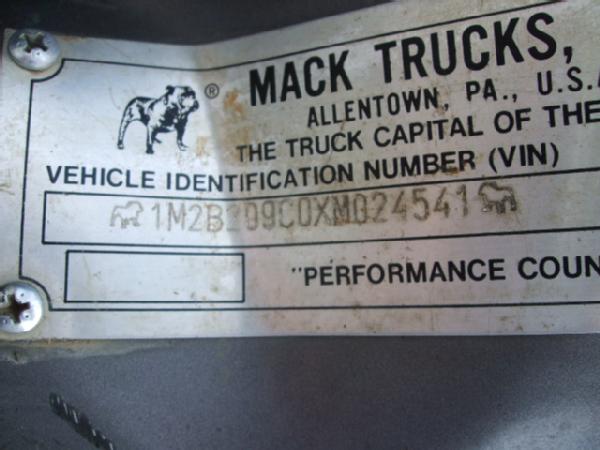 ®
MACK TRUCKS,
ALLENTOWN, PA., U.S.A
THE TRUCK CAPITAL OF THE
VEHICLE IDENTIFICATION NUMBER (VIN)
1M2B209C0XM024541
"PERFORMANCE COUN